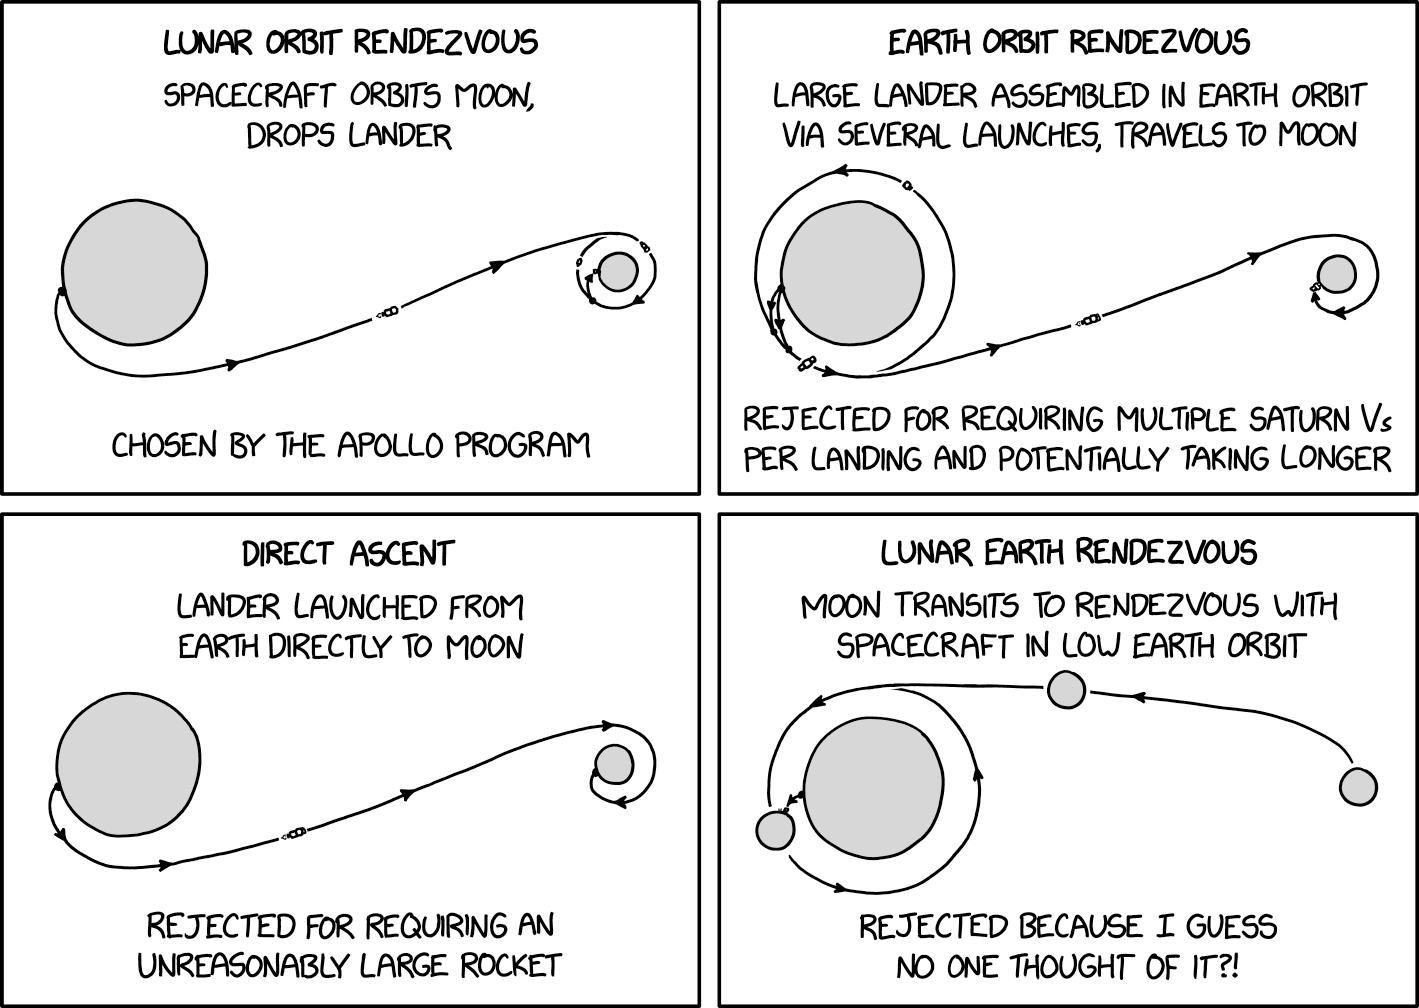 LUNAR ORBIT RENDEZVOUS
SPACECRAFT ORBITS MOON,
DROPS LANDER
CHOSEN BY THE APOLLO PROGRAM
EARTH ORBIT RENDEZVOUS
LARGE LANDER ASSEMBLED IN EARTH ORBIT
VIA SEVERAL LAUNCHES, TRAVELS TO MOON
REJECTED FOR REQUIRING MULTIPLE SATURN Vs
PER LANDING AND POTENTIALLY TAKING LONGER
DIRECT ASCENT
LANDER LAUNCHED FROM
EARTH DIRECTLY TO MOON
REJECTED FOR REQUIRING AN
UNREASONABLY LARGE ROCKET
LUNAR EARTH RENDEZVOUS
MOON TRANSITS TO RENDEZVOUS WITH
SPACECRAFT IN LOW EARTH ORBIT
REJECTED BECAUSE I GUESS
NO ONE THOUGHT OF IT?!